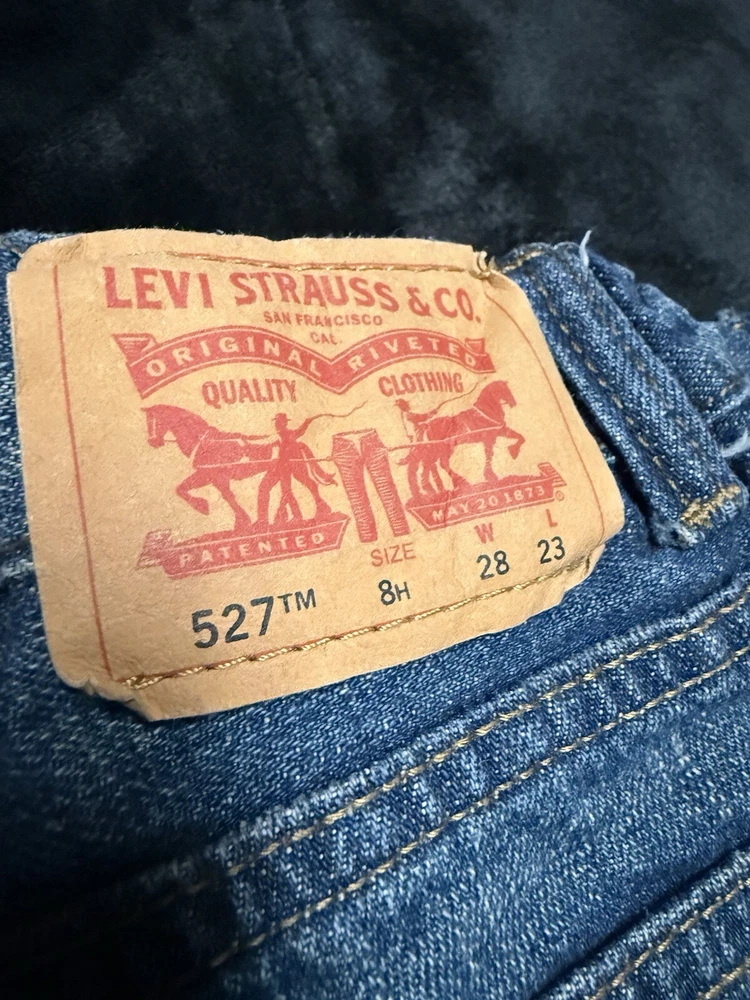 LEVI STRAUSS & CO.
SAN FRANCISCO
CAL.
ORIGINAL RIVETED
QUALITY CLOTHING
PATENTED MAY 20 1873 ®
SIZE W L
527™ 8H 28 23